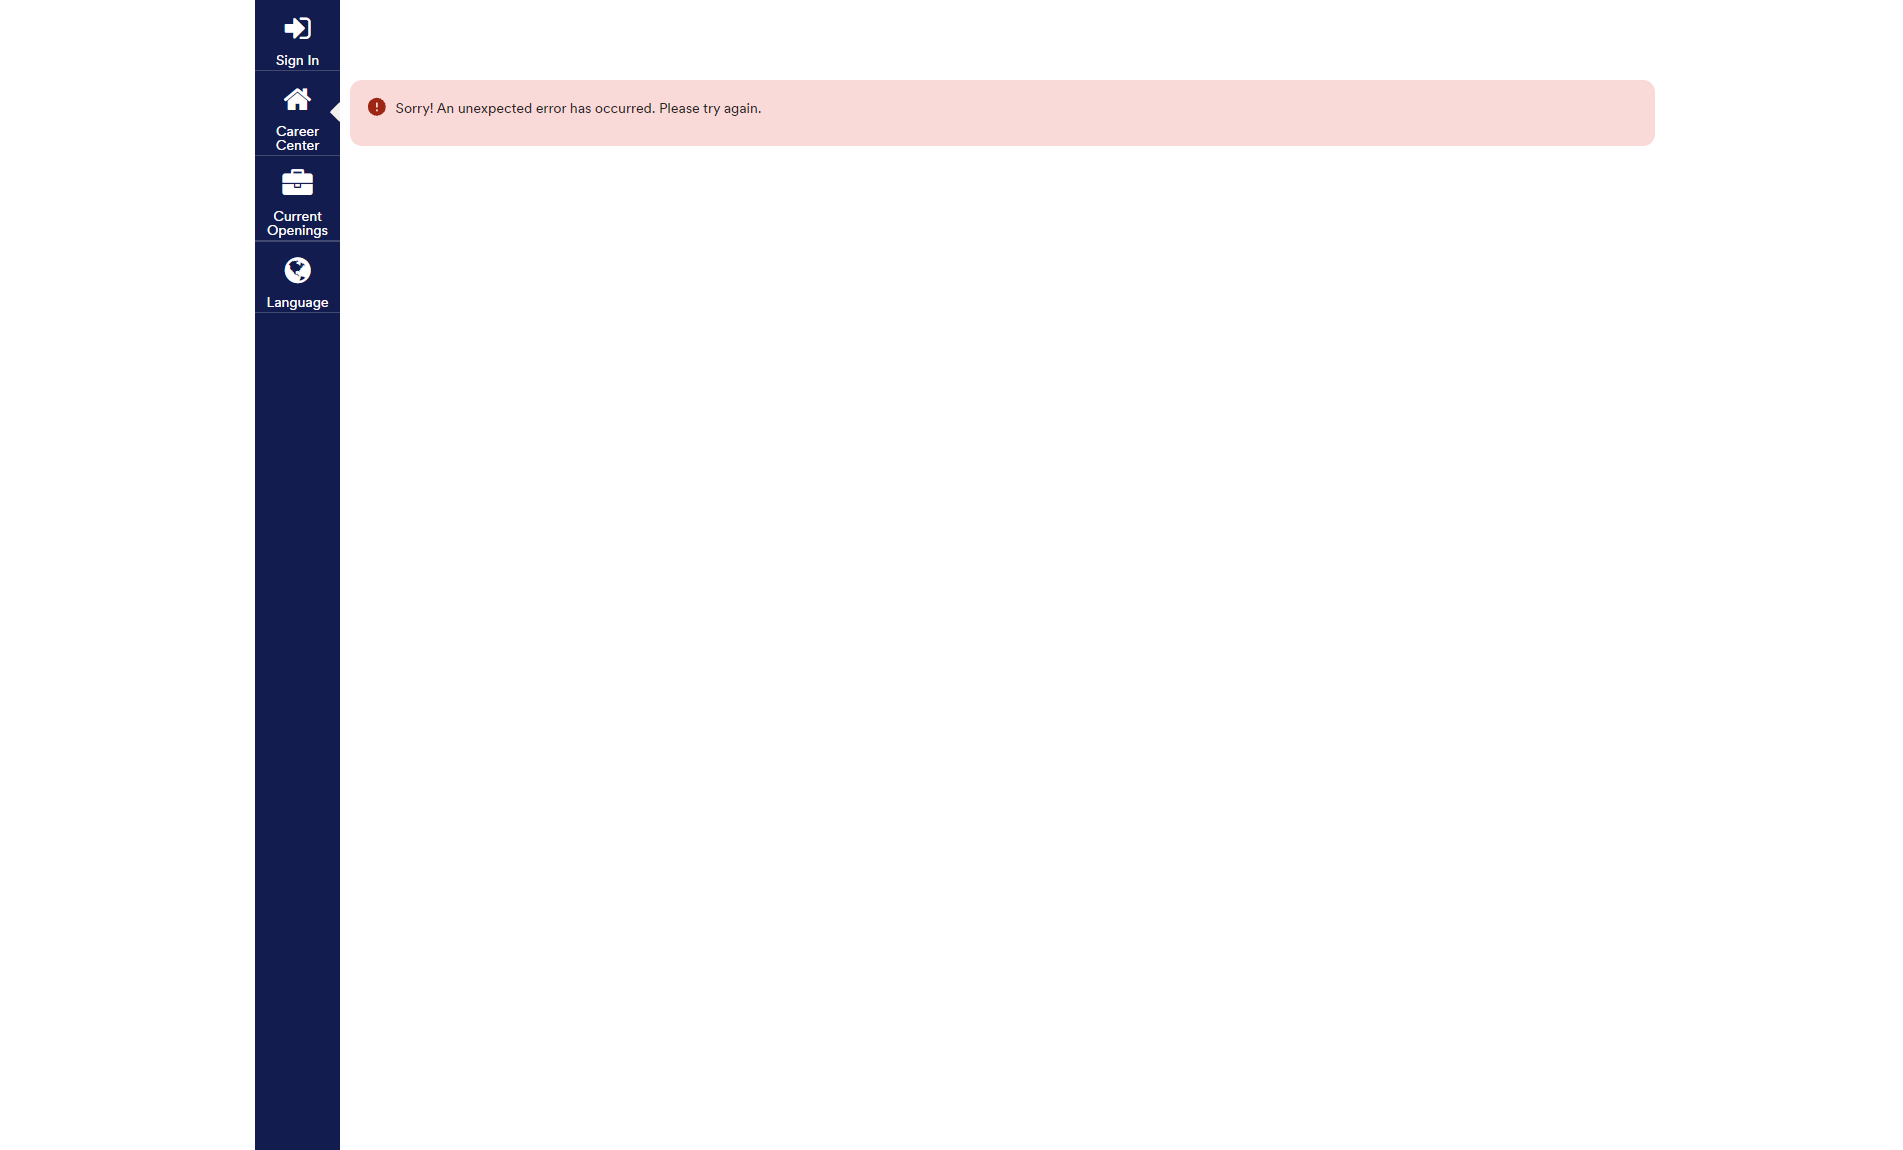 Sign In
Career
Center
Current
Openings
Language
Sorry! An unexpected error has occurred. Please try again.